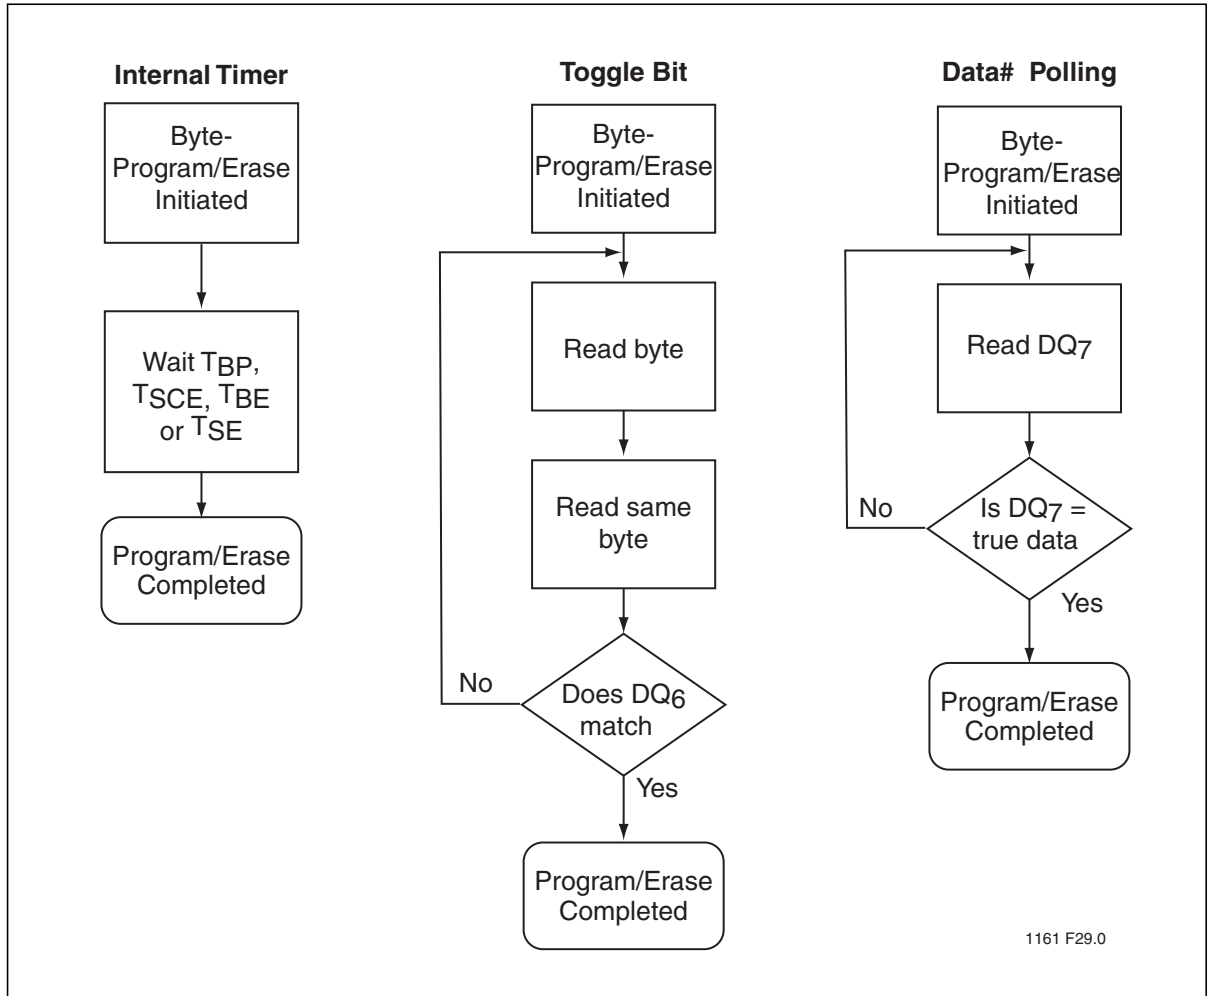 Internal Timer
Byte-
Program/Erase
Initiated
Wait TBP,
TSCE, TBE
or TSE
Program/Erase
Completed
Toggle Bit
Byte-
Program/Erase
Initiated
Read byte
Read same
byte
No
Does DQ6
match
Yes
Program/Erase
Completed
Data# Polling
Byte-
Program/Erase
Initiated
Read DQ7
No
Is DQ7 =
true data
Yes
Program/Erase
Completed
1161 F29.0